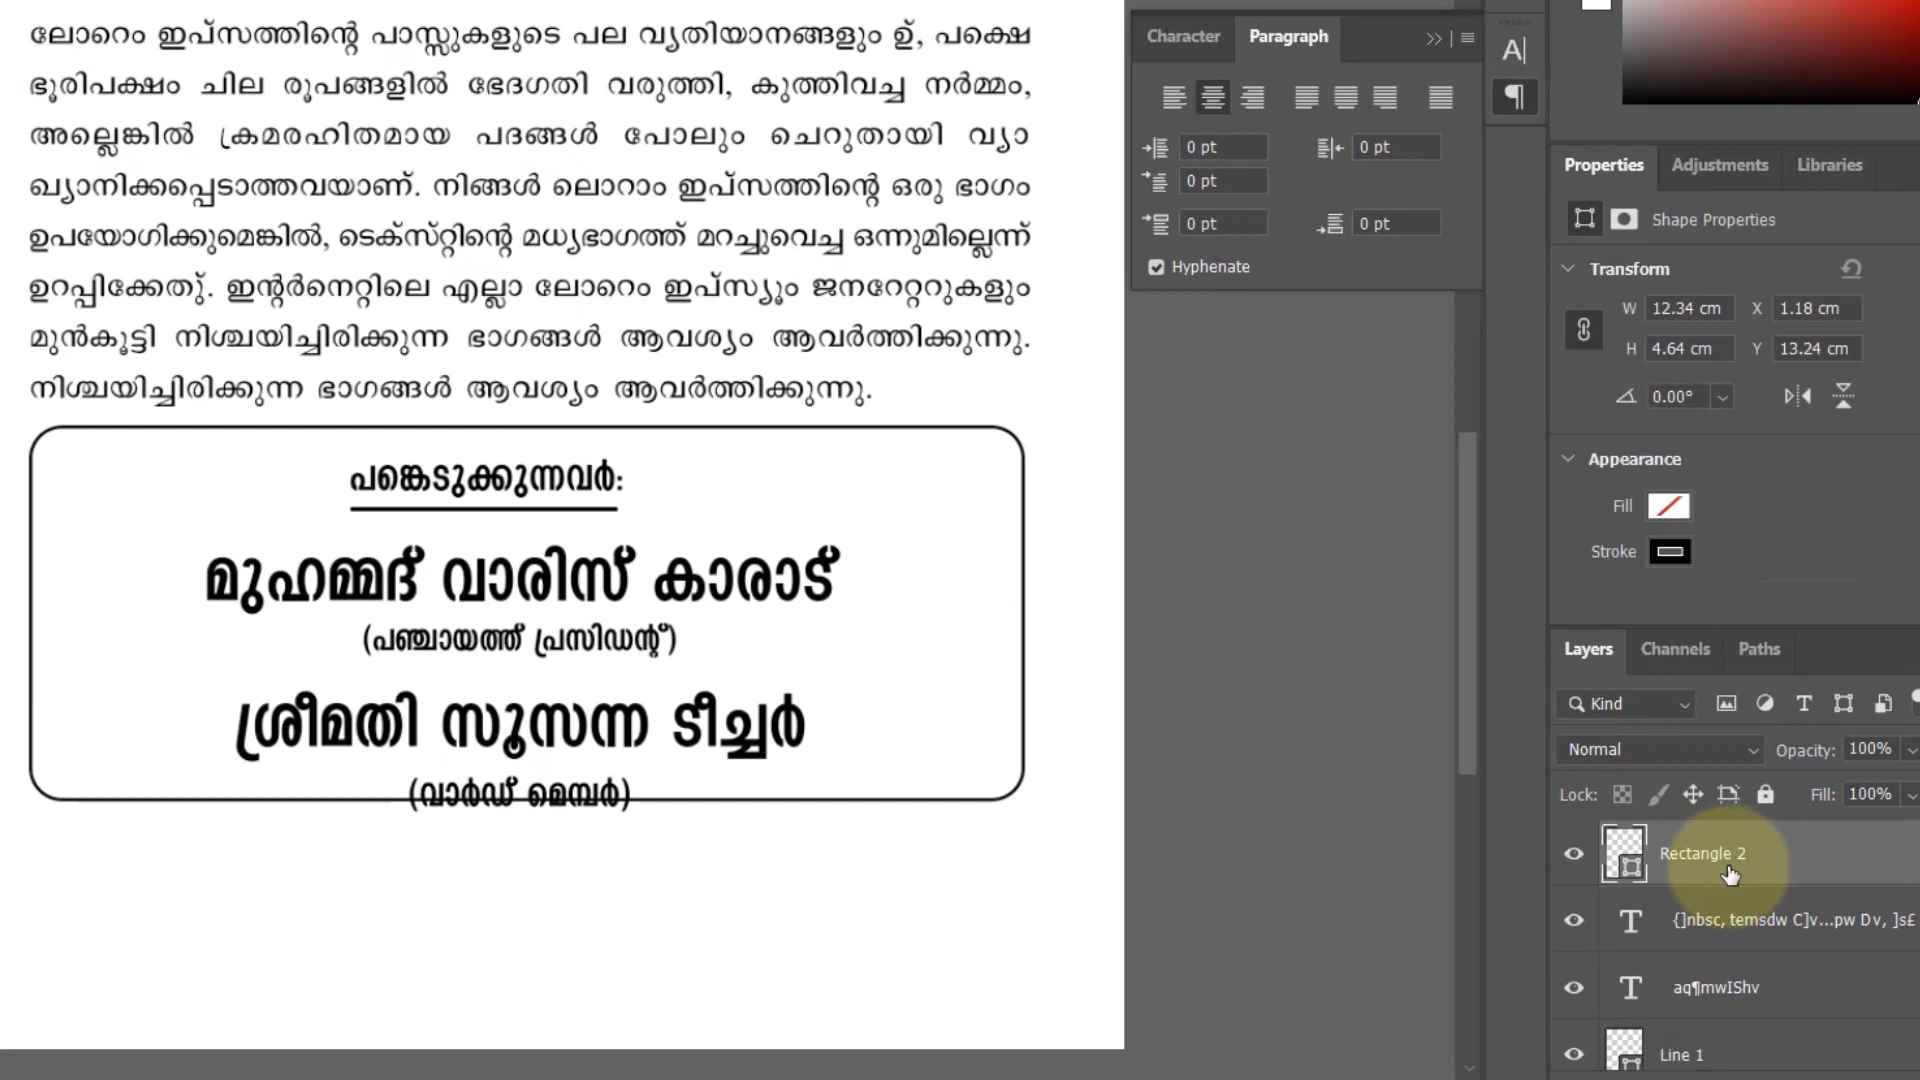 ലോറെം ഇപ്സത്തിന്റെ പാസ്സുകളുടെ പല വ്യതിയാനങ്ങളും ഉ്, പക്ഷെ
ഭൂരിപക്ഷം ചില രൂപങ്ങളിൽ ഭേദഗതി വരുത്തി, കുത്തിവച്ച നർമ്മം,
അല്ലെങ്കിൽ ക്രമരഹിതമായ പദങ്ങൾ പോലും ചെറുതായി വ്യാ
ഖ്യാനിക്കപ്പെടാത്തവയാണ്. നിങ്ങൾ ലൊറാം ഇപ്സത്തിന്റെ ഒരു ഭാഗം
ഉപയോഗിക്കുമെങ്കിൽ, ടെക്സ്റ്റിന്റെ മധ്യഭാഗത്ത് മറച്ചുവെച്ച ഒന്നുമില്ലെന്ന്
ഉറപ്പിക്കേതു്. ഇന്റർനെറ്റിലെ എല്ലാ ലോറെം ഇപ്സ്യൂം ജനറേറ്ററുകളും
മുൻകൂട്ടി നിശ്ചയിച്ചിരിക്കുന്ന ഭാഗങ്ങൾ ആവശ്യം ആവർത്തിക്കുന്നു.
നിശ്ചയിച്ചിരിക്കുന്ന ഭാഗങ്ങൾ ആവശ്യം ആവർത്തിക്കുന്നു.
പങ്കെടുക്കുന്നവർ:
മുഹമ്മദ് വാരിസ് കാരാട്
(പഞ്ചായത്ത് പ്രസിഡന്റ്)
ശ്രീമതി സൂസന്ന ടീച്ചർ
(വാർഡ് മെമ്പർ)
Character Paragraph
0 pt 0 pt
0 pt
0 pt 0 pt
Hyphenate
Properties Adjustments Libraries
Shape Properties
Transform
W 12.34 cm X 1.18 cm
H 4.64 cm Y 13.24 cm
0.00°
Appearance
Fill
Stroke
Layers Channels Paths
Kind
Normal Opacity: 100%
Lock: Fill: 100%
Rectangle 2
{]nbsc, temsdw C]v...pw Dv, ]s£
aq¶mwIShv
Line 1